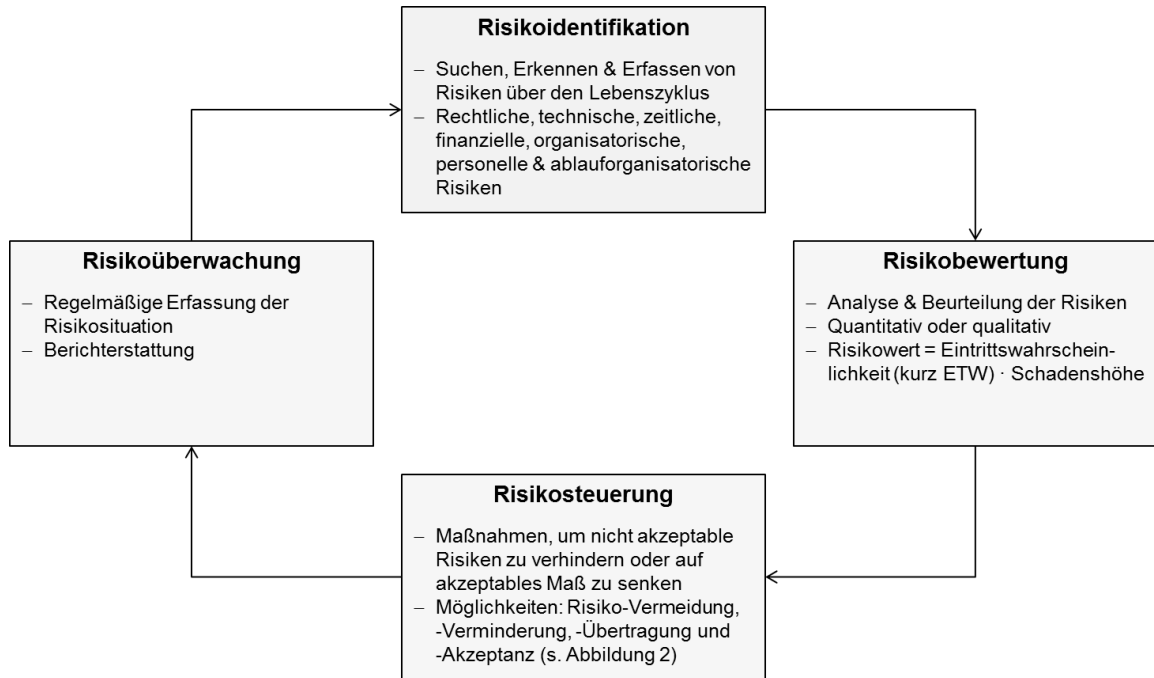 Risikoidentifikation
– Suchen, Erkennen & Erfassen von
Risiken über den Lebenszyklus
– Rechtliche, technische, zeitliche,
finanzielle, organisatorische,
personelle & ablauforganisatorische
Risiken
Risikoüberwachung
– Regelmäßige Erfassung der
Risikosituation
– Berichterstattung
Risikobewertung
– Analyse & Beurteilung der Risiken
– Quantitativ oder qualitativ
– Risikowert = Eintrittswahrschein-
lichkeit (kurz ETW) · Schadenshöhe
Risikosteuerung
– Maßnahmen, um nicht akzeptable
Risiken zu verhindern oder auf
akzeptables Maß zu senken
– Möglichkeiten: Risiko-Vermeidung,
-Verminderung, -Übertragung und
-Akzeptanz (s. Abbildung 2)